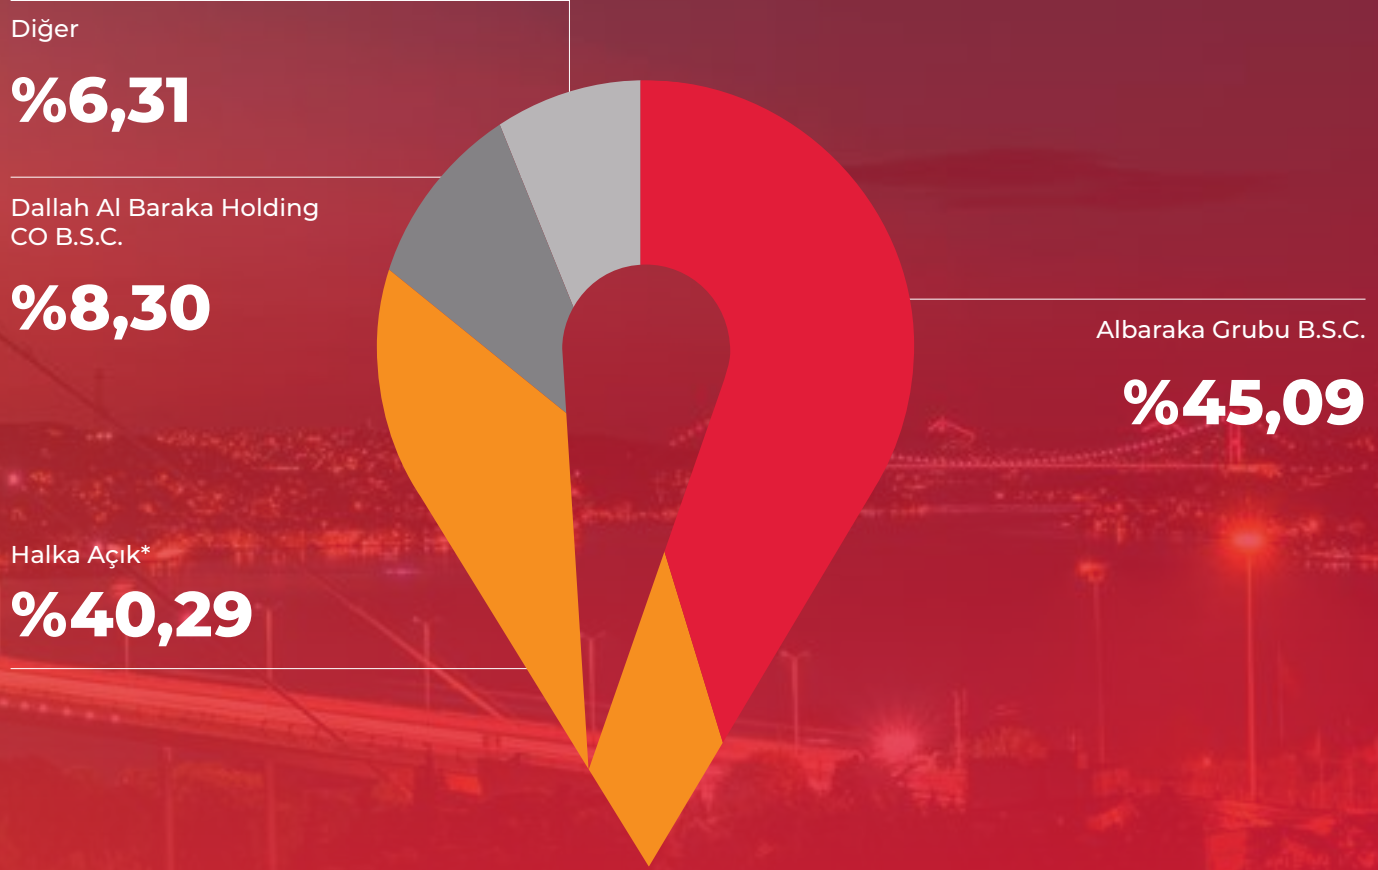 Diğer
%6,31
Dallah Al Baraka Holding
CO B.S.C.
%8,30
Albaraka Grubu B.S.C.
%45,09
Halka Açık*
%40,29